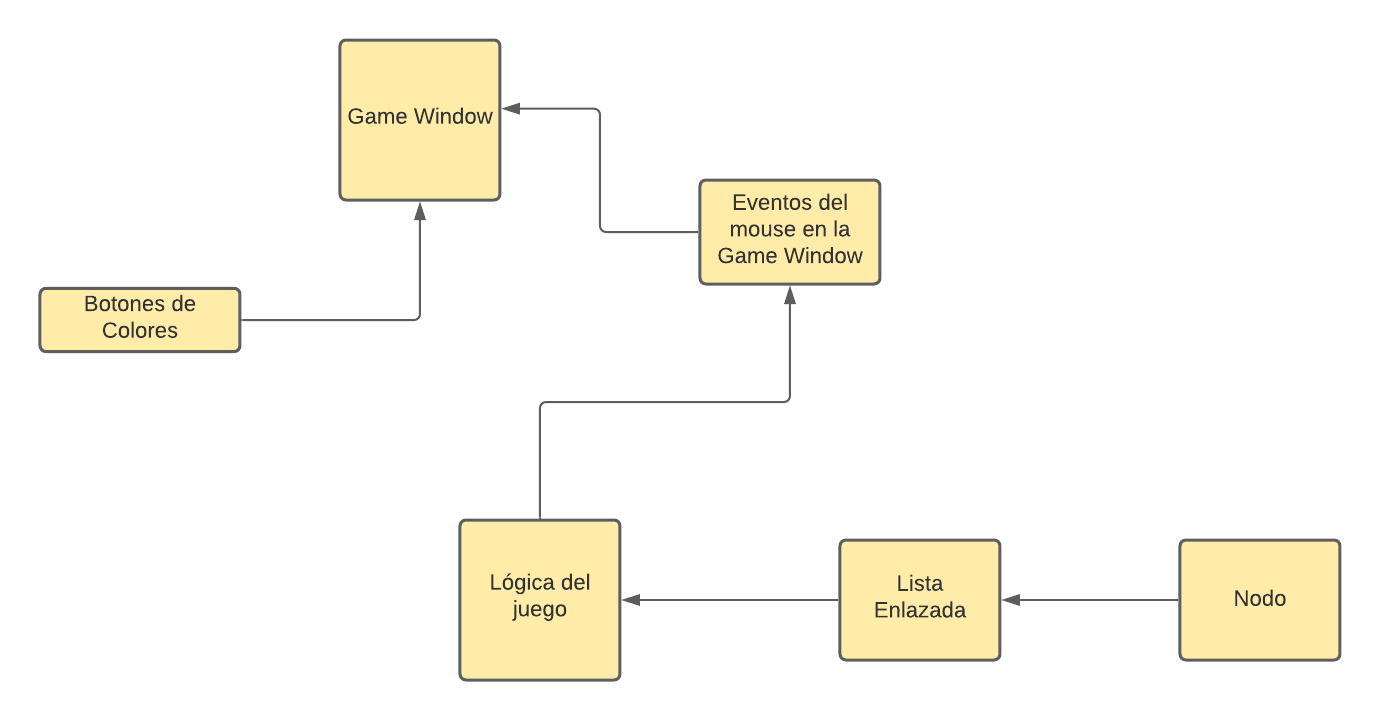 Game Window
Eventos del
mouse en la
Game Window
Botones de
Colores
Lógica del
juego
Lista
Enlazada
Nodo